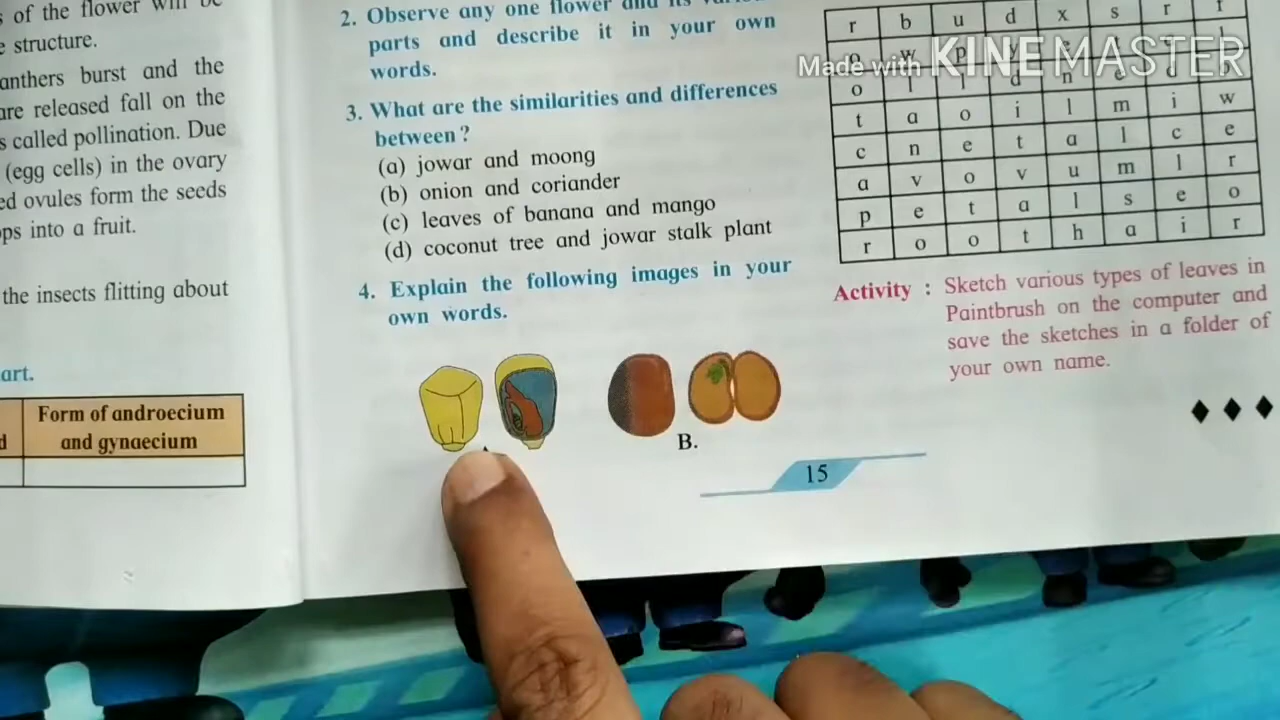 s of the flower will be
e structure.
anthers burst and the
are released fall on the
s called pollination. Due
(egg cells) in the ovary
ed ovules form the seeds
ops into a fruit.
the insects flitting about
art.
d Form of androecium
and gynaecium
2. Observe any one flower and its
parts and describe it in your own
words.
3. What are the similarities and differences
between?
(a) jowar and moong
(b) onion and coriander
(c) leaves of banana and mango
(d) coconut tree and jowar stalk plant
4. Explain the following images in your
own words.
B.
15
r b u d x s r
Made with KINEMASTER
t a o i l m i w
c n e t a l c e
a v o v u m l r
p e t a l s e o
r o o t h a i r
Activity : Sketch various types of leaves in
Paintbrush on the computer and
save the sketches in a folder of
your own name.